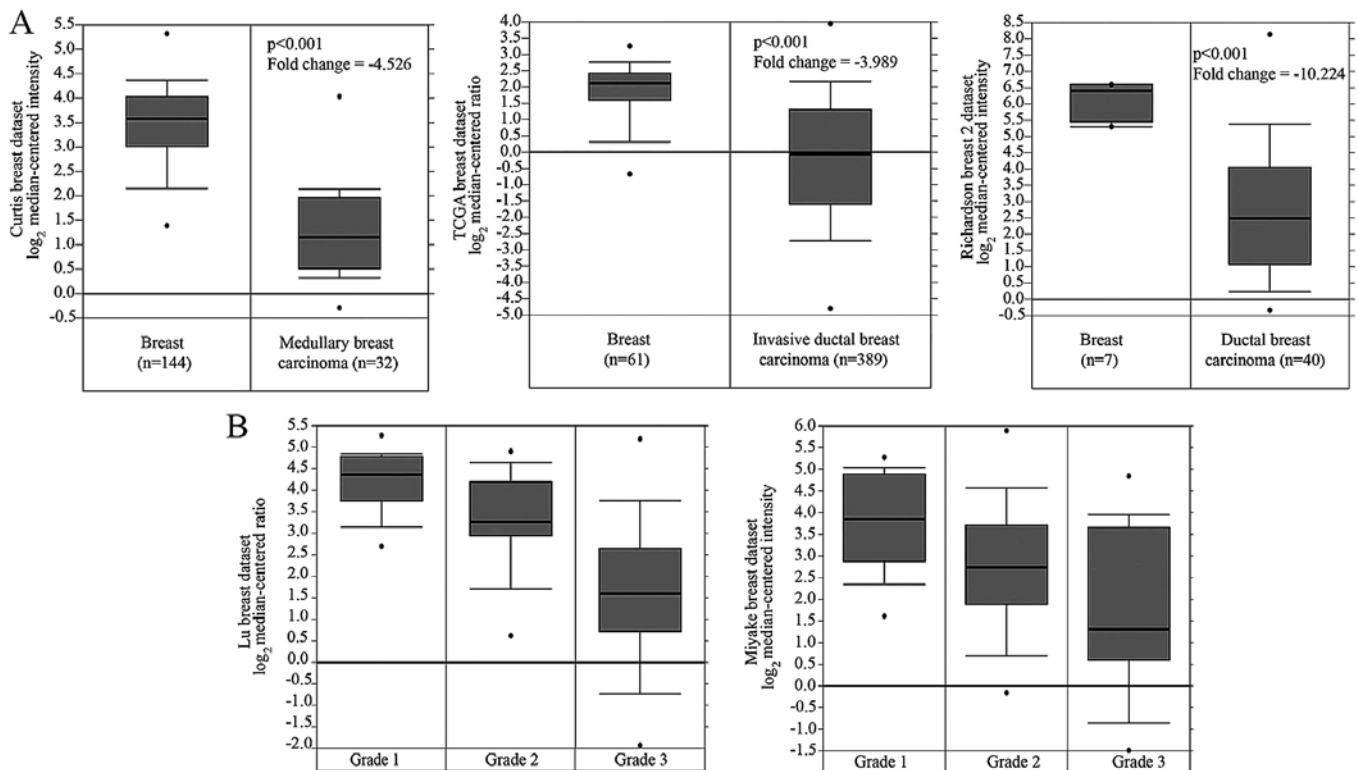 A
Curtis breast dataset
log2 median-centered intensity
5.5
5.0
4.5
4.0
3.5
3.0
2.5
2.0
1.5
1.0
0.5
0.0
-0.5
p<0.001
Fold change = -4.526
Breast
(n=144)
Medullary breast
carcinoma (n=32)
TCGA breast dataset
log2 median-centered ratio
4.0
3.5
3.0
2.5
2.0
1.5
1.0
0.5
0.0
-0.5
-1.0
-1.5
-2.0
-2.5
-3.0
-3.5
-4.0
-4.5
-5.0
p<0.001
Fold change = -3.989
Breast
(n=61)
Invasive ductal breast
carcinoma (n=389)
Richardson breast 2 dataset
log2 median-centered intensity
8.5
8.0
7.5
7.0
6.5
6.0
5.5
5.0
4.5
4.0
3.5
3.0
2.5
2.0
1.5
1.0
0.5
0.0
-0.5
p<0.001
Fold change = -10.224
Breast
(n=7)
Ductal breast
carcinoma (n=40)
B
Lu breast dataset
log2 median-centered ratio
5.5
5.0
4.5
4.0
3.5
3.0
2.5
2.0
1.5
1.0
0.5
0.0
-0.5
-1.0
-1.5
-2.0
Grade 1
Grade 2
Grade 3
Miyake breast dataset
log2 median-centered intensity
6.0
5.5
5.0
4.5
4.0
3.5
3.0
2.5
2.0
1.5
1.0
0.5
0.0
-0.5
-1.0
-1.5
Grade 1
Grade 2
Grade 3